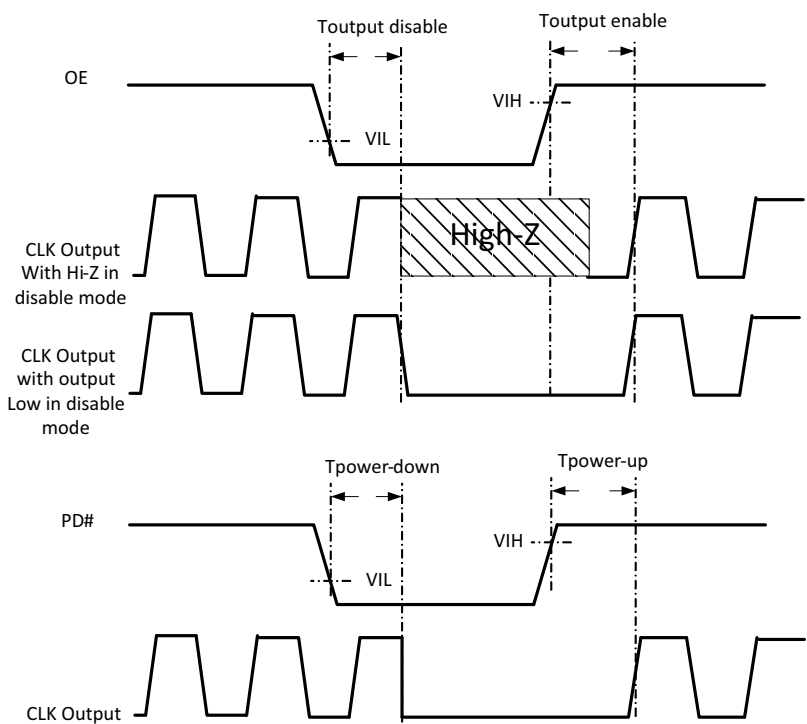 Toutput disable
Toutput enable
OE
VIH
VIL
High-Z
CLK Output
With Hi-Z in
disable mode
CLK Output
with output
Low in disable
mode
Tpower-down
Tpower-up
PD#
VIH
VIL
CLK Output